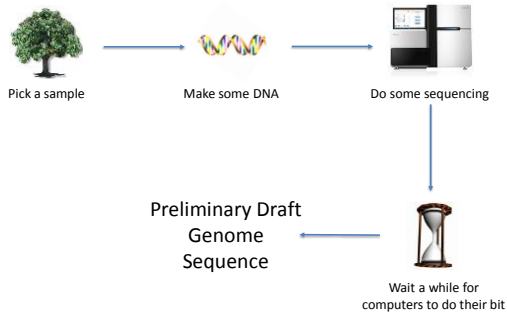 Pick a sample
Make some DNA
Do some sequencing
Wait a while for
computers to do their bit
Preliminary Draft
Genome
Sequence